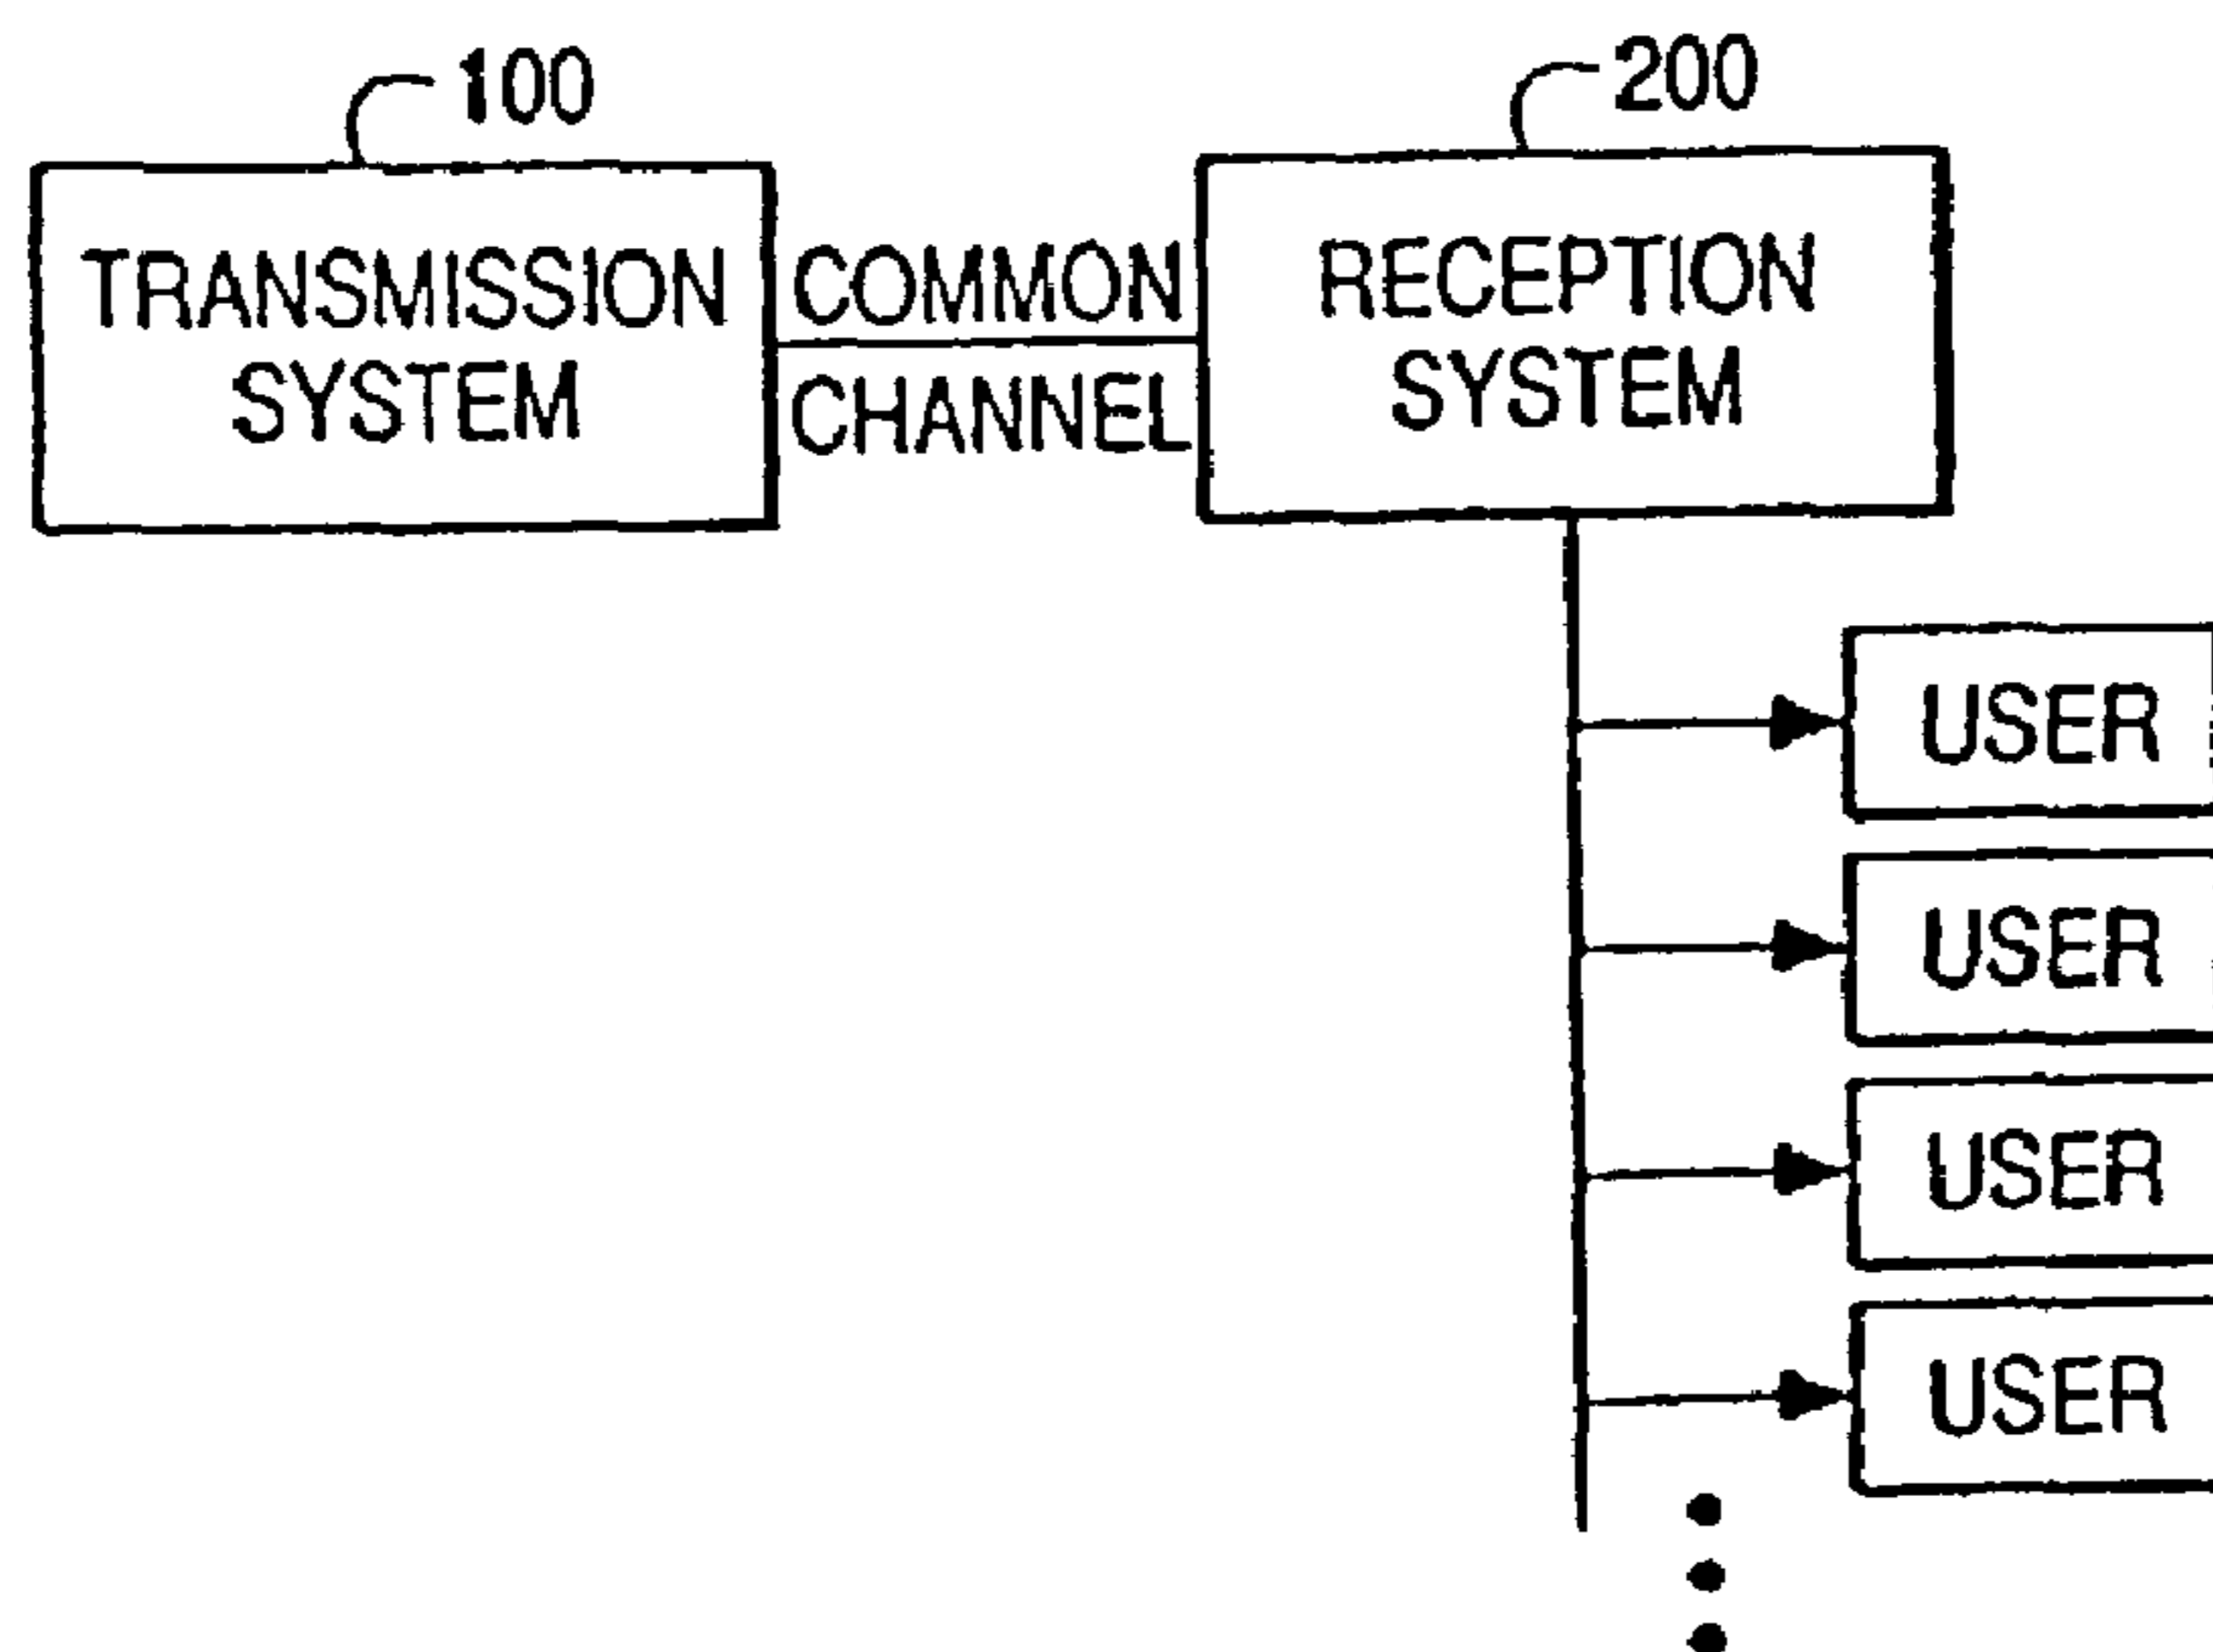 100
200
TRANSMISSION
SYSTEM
COMMON
CHANNEL
RECEPTION
SYSTEM
USER
USER
USER
USER